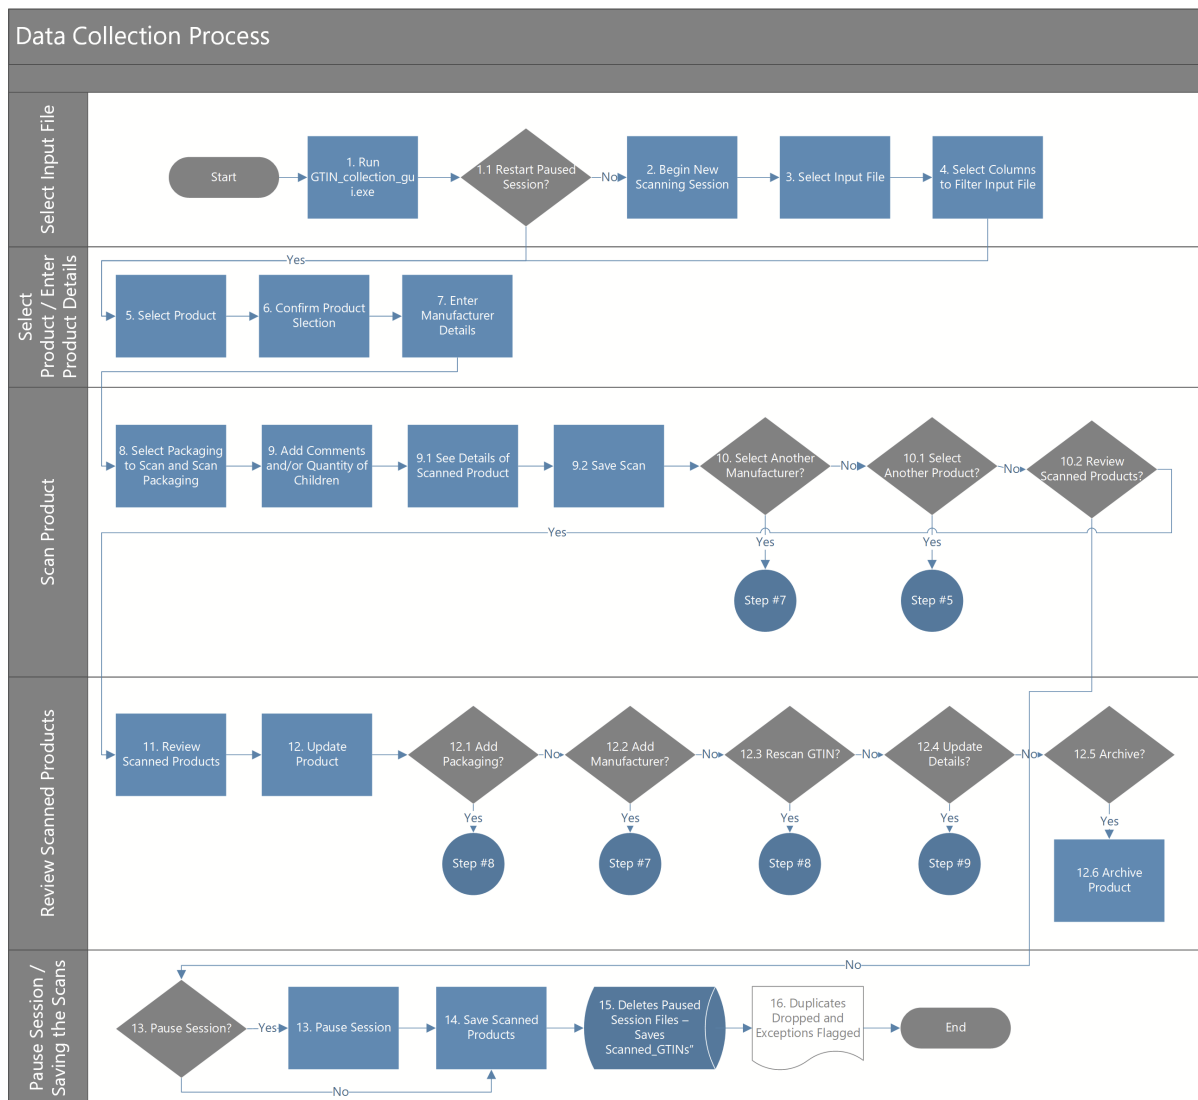 Data Collection Process
Select Input File
Start
1. Run
GTIN_collection_gu
i.exe
1.1 Restart Paused
Session?
No
2. Begin New
Scanning Session
3. Select Input File
4. Select Columns
to Filter Input File
Yes
Select
Product / Enter
Product Details
5. Select Product
6. Confirm Product
Slection
7. Enter
Manufacturer
Details
Scan Product
8. Select Packaging
to Scan and Scan
Packaging
9. Add Comments
and/or Quantity of
Children
9.1 See Details of
Scanned Product
9.2 Save Scan
10. Select Another
Manufacturer?
No
10.1 Select
Another Product?
No
10.2 Review
Scanned Products?
Yes
Yes
Yes
Step #7
Step #5
Review Scanned Products
11. Review
Scanned Products
12. Update
Product
12.1 Add
Packaging?
No
12.2 Add
Manufacturer?
No
12.3 Rescan GTIN?
No
12.4 Update
Details?
No
12.5 Archive?
Yes
Yes
Yes
Yes
Yes
Step #8
Step #7
Step #8
Step #9
12.6 Archive
Product
Pause Session /
Saving the Scans
No
13. Pause Session?
Yes
13. Pause Session
14. Save Scanned
Products
15. Deletes Paused
Session Files –
Saves
Scanned_GTINs"
16. Duplicates
Dropped and
Exceptions Flagged
End
No